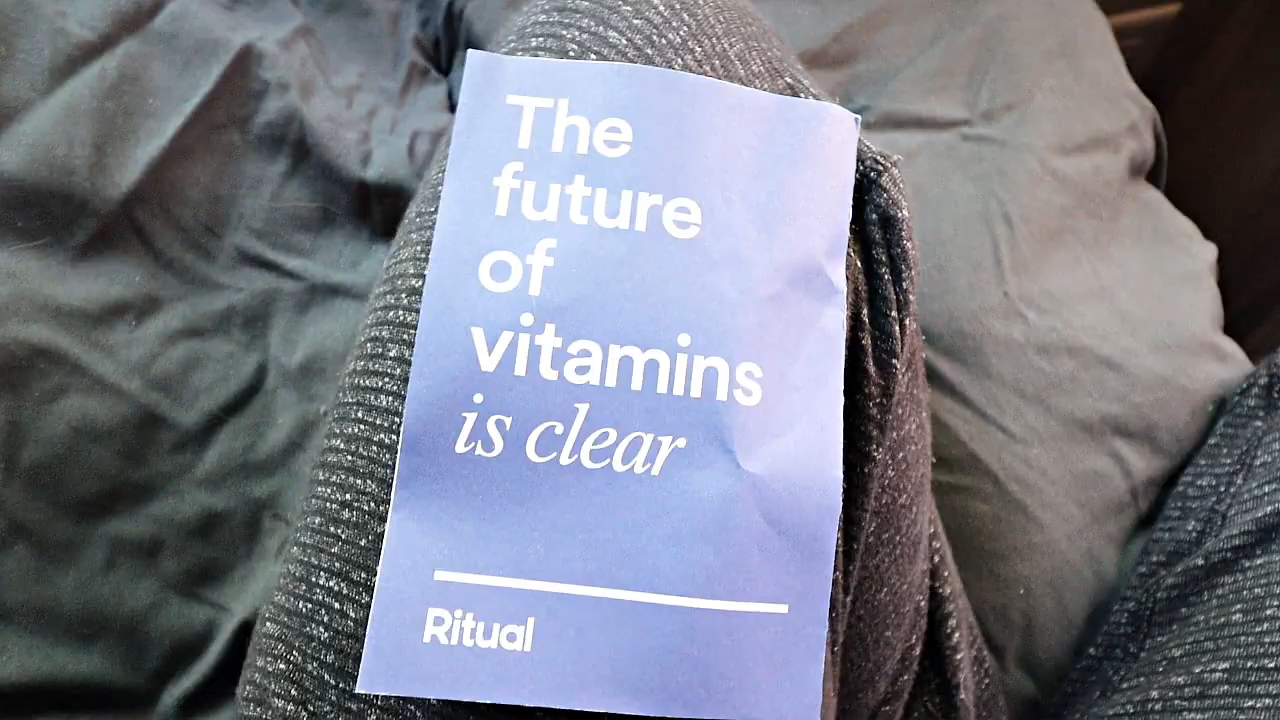 The
future
of
vitamins
is clear
Ritual